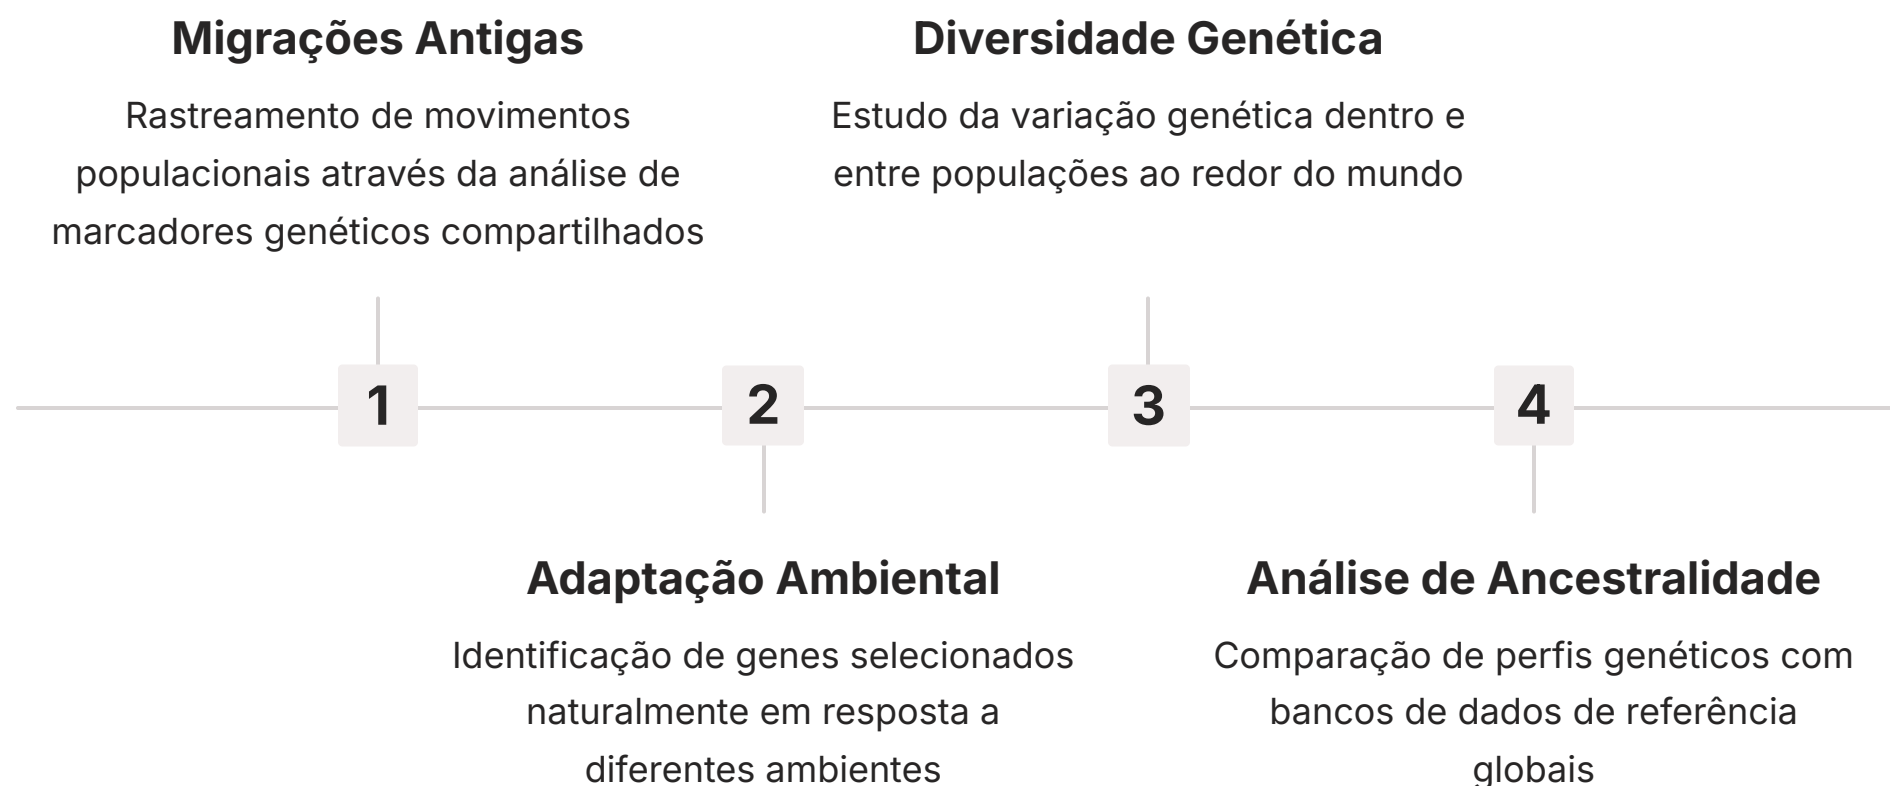 Migrações Antigas
Rastreamento de movimentos
populacionais através da análise de
marcadores genéticos compartilhados
Diversidade Genética
Estudo da variação genética dentro e
entre populações ao redor do mundo
1
2
3
4
Adaptação Ambiental
Identificação de genes selecionados
naturalmente em resposta a
diferentes ambientes
Análise de Ancestralidade
Comparação de perfis genéticos com
bancos de dados de referência
globais